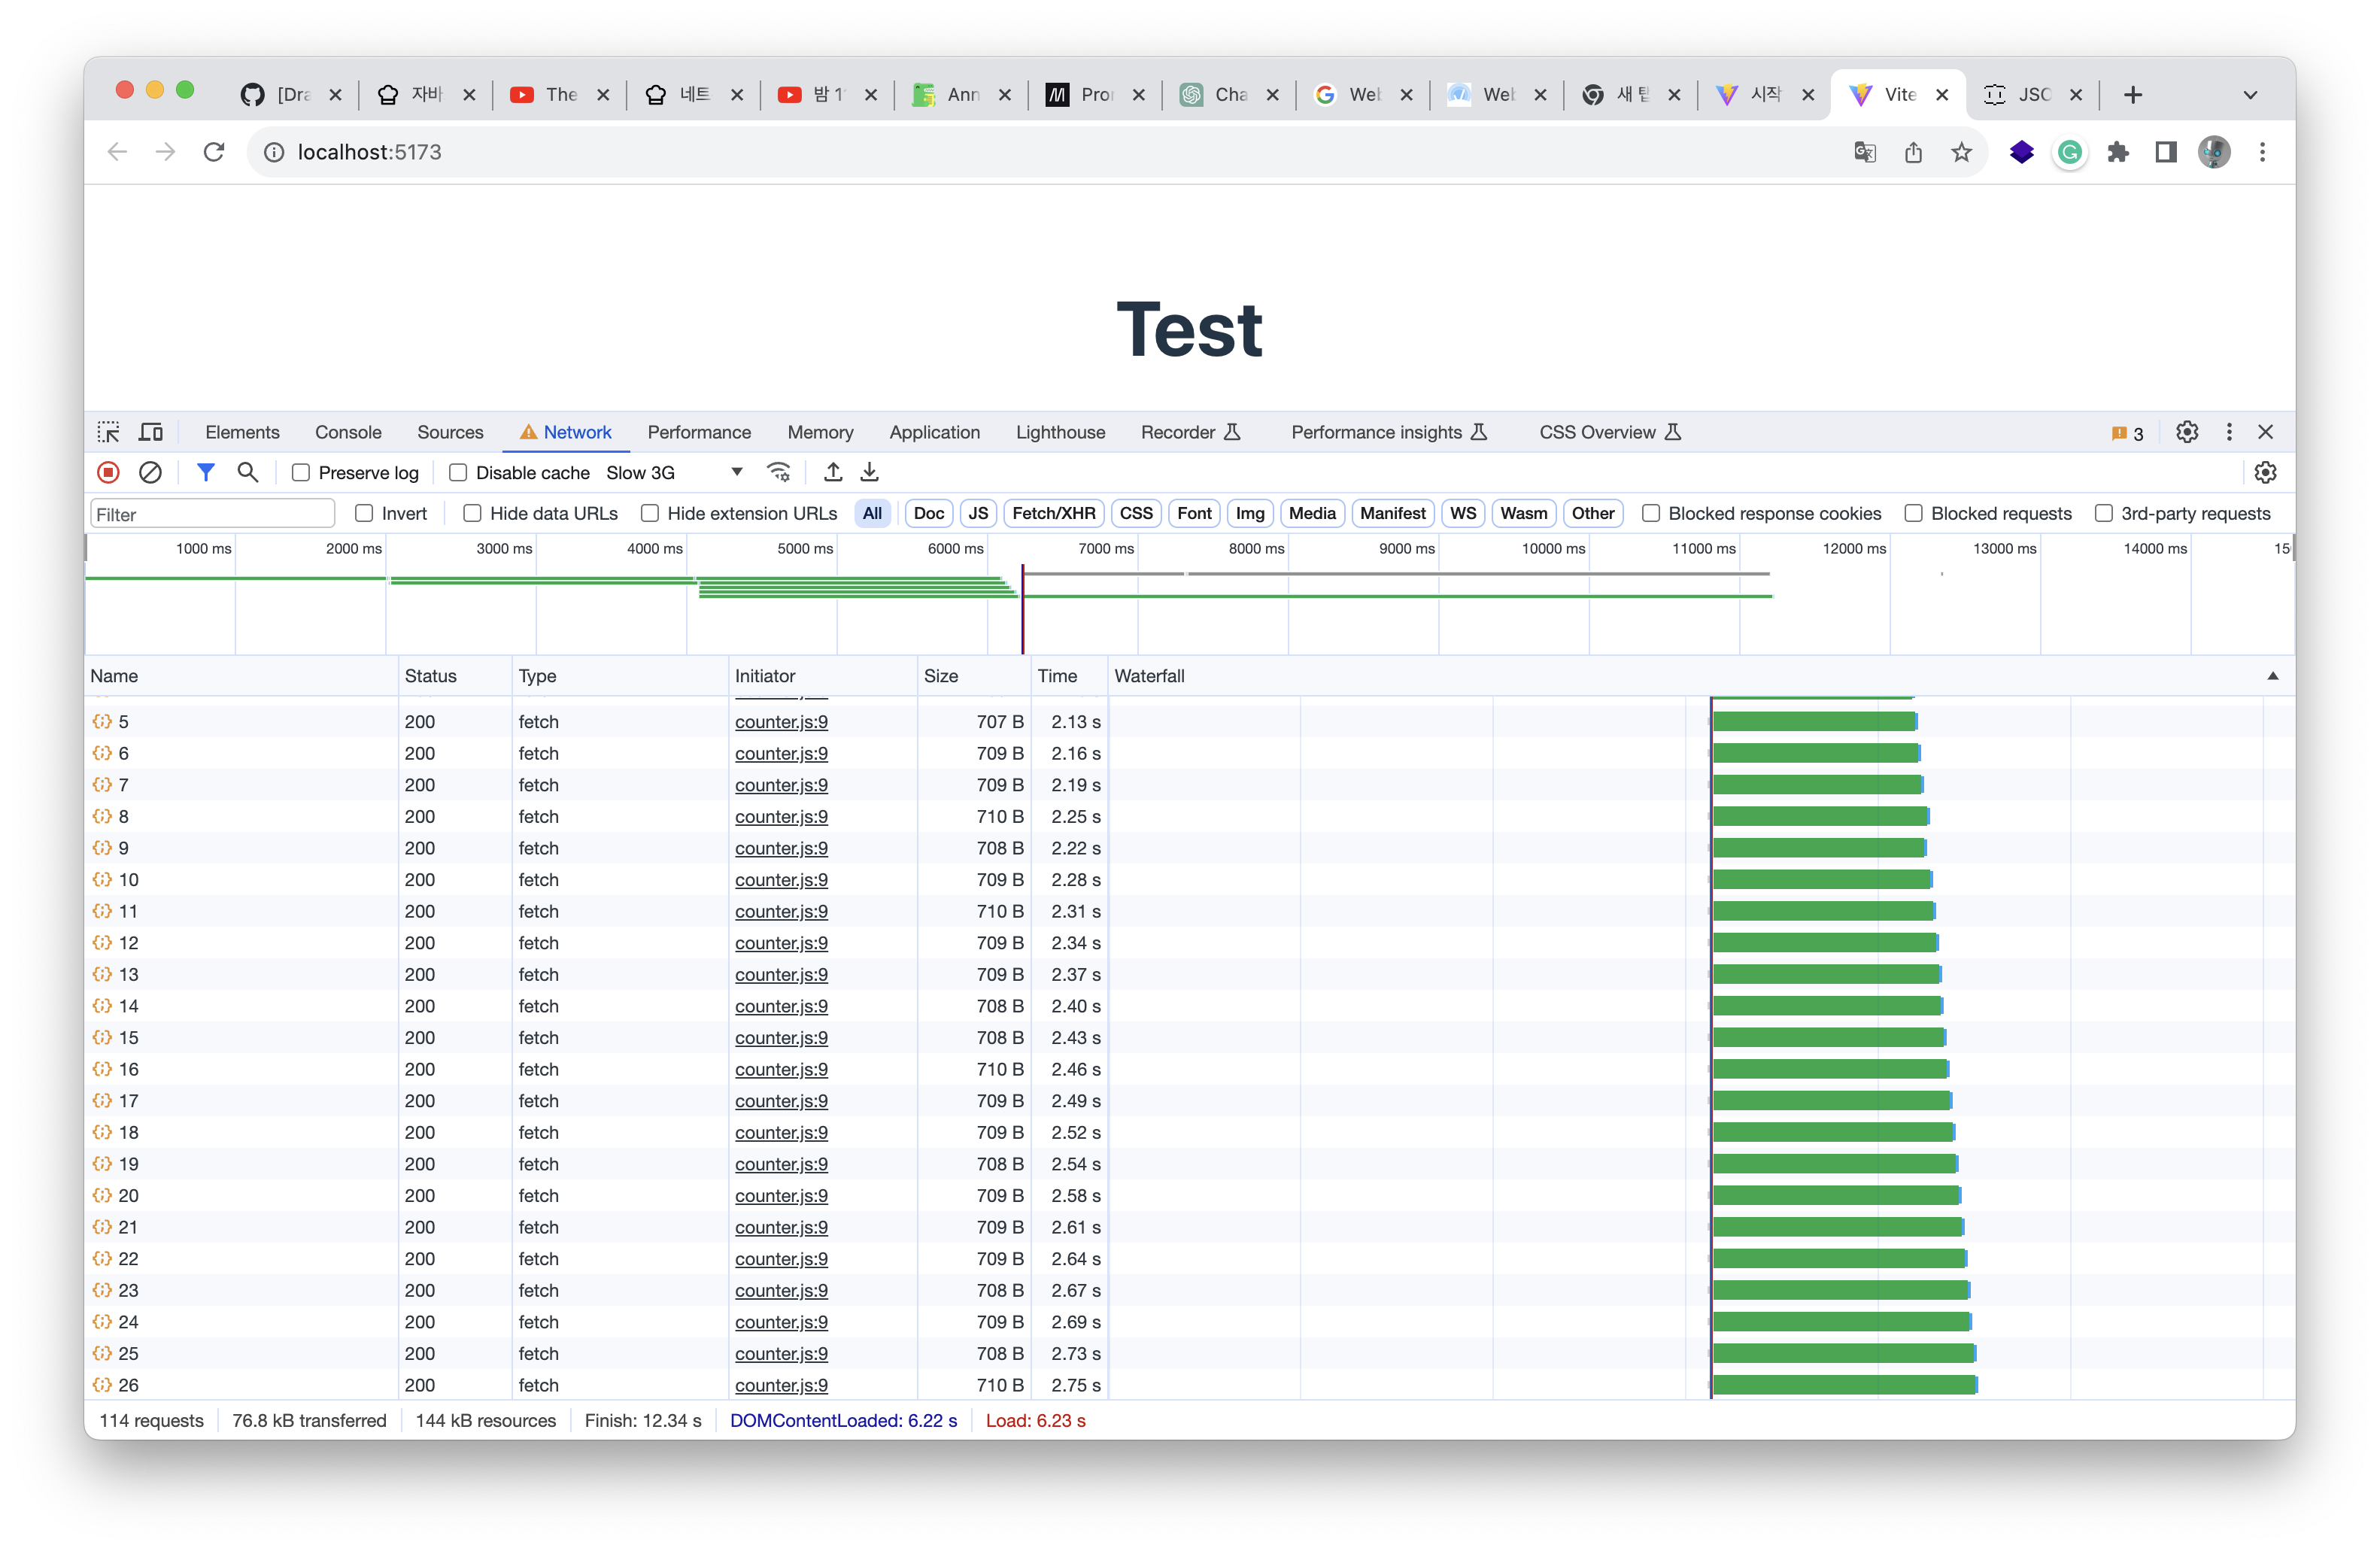 [Dra 자바 The 네트 밤 1 Ann Pror Cha Web Web 새 탭 시작 Vite JSO
localhost:5173
Test
Elements Console Sources Network Performance Memory Application Lighthouse Recorder Performance insights CSS Overview 3
Preserve log Disable cache Slow 3G
Filter Invert Hide data URLs Hide extension URLs All Doc JS Fetch/XHR CSS Font Img Media Manifest WS Wasm Other Blocked response cookies Blocked requests 3rd-party requests
1000 ms 2000 ms 3000 ms 4000 ms 5000 ms 6000 ms 7000 ms 8000 ms 9000 ms 10000 ms 11000 ms 12000 ms 13000 ms 14000 ms 15
Name Status Type Initiator Size Time Waterfall
5 200 fetch counter.js:9 707 B 2.13 s
6 200 fetch counter.js:9 709 B 2.16 s
7 200 fetch counter.js:9 709 B 2.19 s
8 200 fetch counter.js:9 710 B 2.25 s
9 200 fetch counter.js:9 708 B 2.22 s
10 200 fetch counter.js:9 709 B 2.28 s
11 200 fetch counter.js:9 710 B 2.31 s
12 200 fetch counter.js:9 709 B 2.34 s
13 200 fetch counter.js:9 709 B 2.37 s
14 200 fetch counter.js:9 708 B 2.40 s
15 200 fetch counter.js:9 708 B 2.43 s
16 200 fetch counter.js:9 710 B 2.46 s
17 200 fetch counter.js:9 709 B 2.49 s
18 200 fetch counter.js:9 709 B 2.52 s
19 200 fetch counter.js:9 708 B 2.54 s
20 200 fetch counter.js:9 709 B 2.58 s
21 200 fetch counter.js:9 709 B 2.61 s
22 200 fetch counter.js:9 709 B 2.64 s
23 200 fetch counter.js:9 708 B 2.67 s
24 200 fetch counter.js:9 709 B 2.69 s
25 200 fetch counter.js:9 708 B 2.73 s
26 200 fetch counter.js:9 710 B 2.75 s
114 requests 76.8 kB transferred 144 kB resources Finish: 12.34 s DOMContentLoaded: 6.22 s Load: 6.23 s